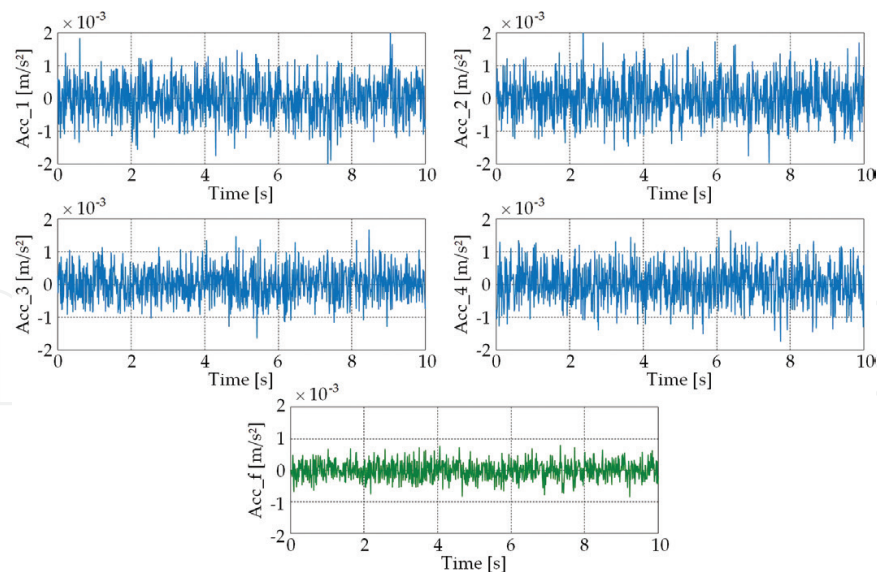 × 10⁻³
Acc_1 [m/s²]
2
1
0
-1
-2
0 2 4 6 8 10
Time [s]
× 10⁻³
Acc_2 [m/s²]
2
1
0
-1
-2
0 2 4 6 8 10
Time [s]
× 10⁻³
Acc_3 [m/s²]
2
1
0
-1
-2
0 2 4 6 8 10
Time [s]
× 10⁻³
Acc_4 [m/s²]
2
1
0
-1
-2
0 2 4 6 8 10
Time [s]
× 10⁻³
Acc_f [m/s²]
2
1
0
-1
-2
0 2 4 6 8 10
Time [s]